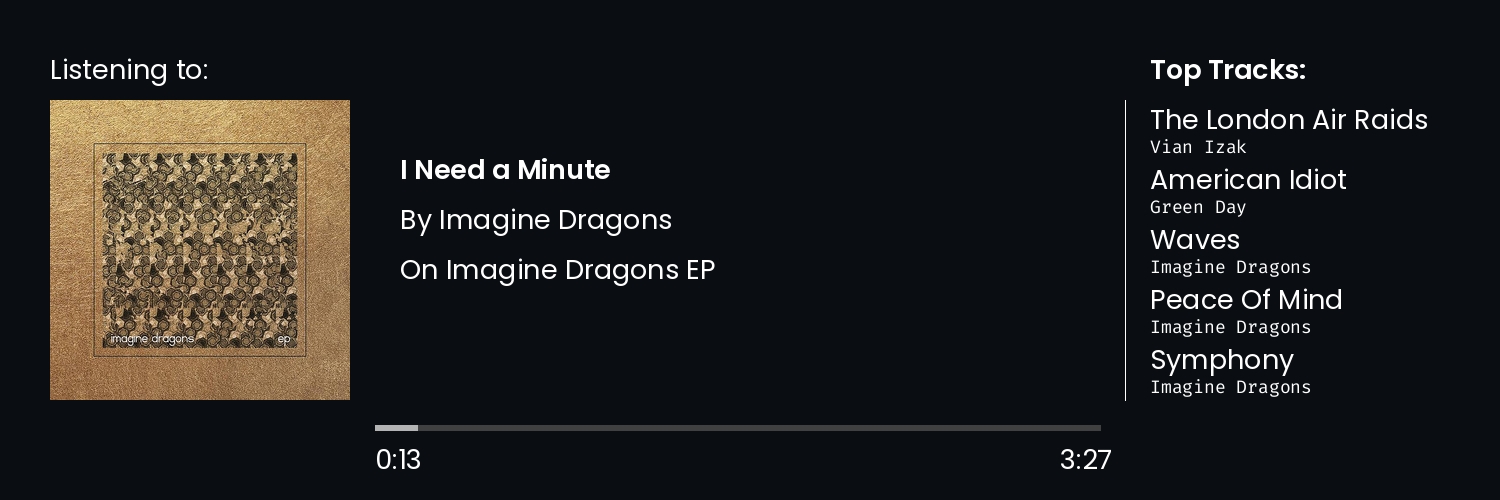 Listening to:
imagine dragons ep
I Need a Minute
By Imagine Dragons
On Imagine Dragons EP
0:13
3:27
Top Tracks:
The London Air Raids
Vian Izak
American Idiot
Green Day
Waves
Imagine Dragons
Peace Of Mind
Imagine Dragons
Symphony
Imagine Dragons